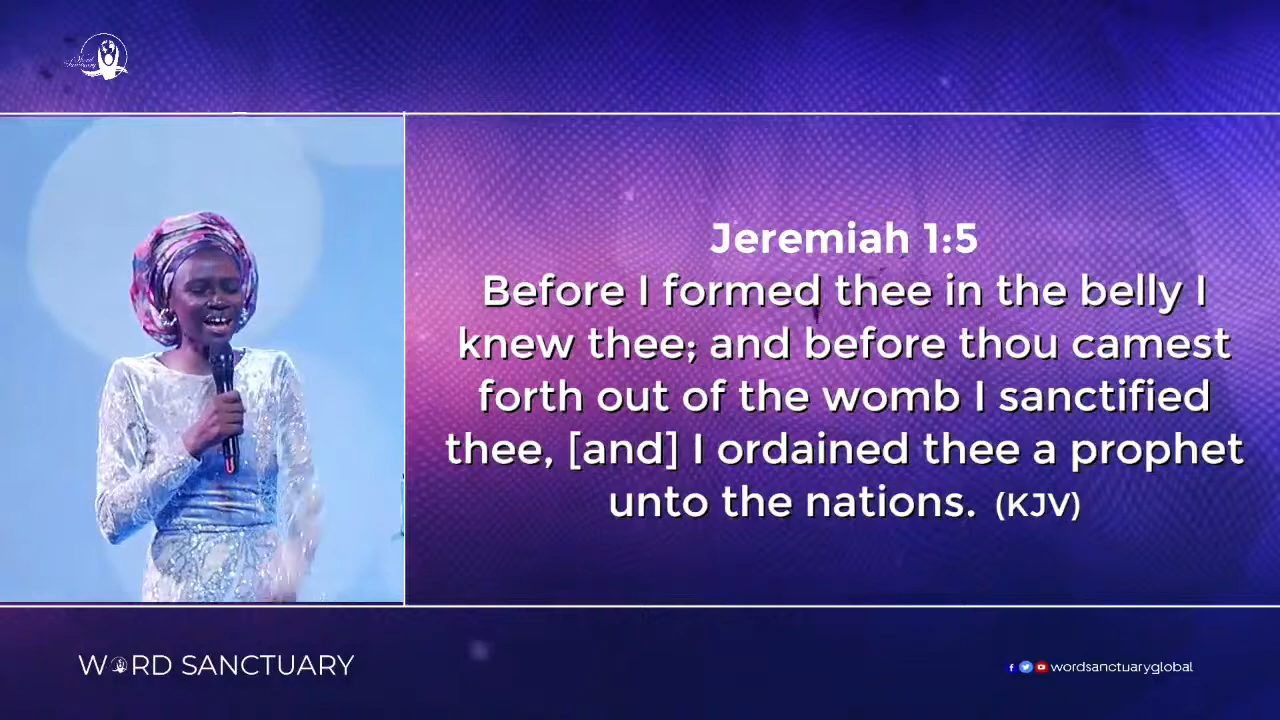 Jeremiah 1:5
Before I formed thee in the belly I
knew thee; and before thou camest
forth out of the womb I sanctified
thee, [and] I ordained thee a prophet
unto the nations. (KJV)
WORD SANCTUARY
wordsanctuaryglobal